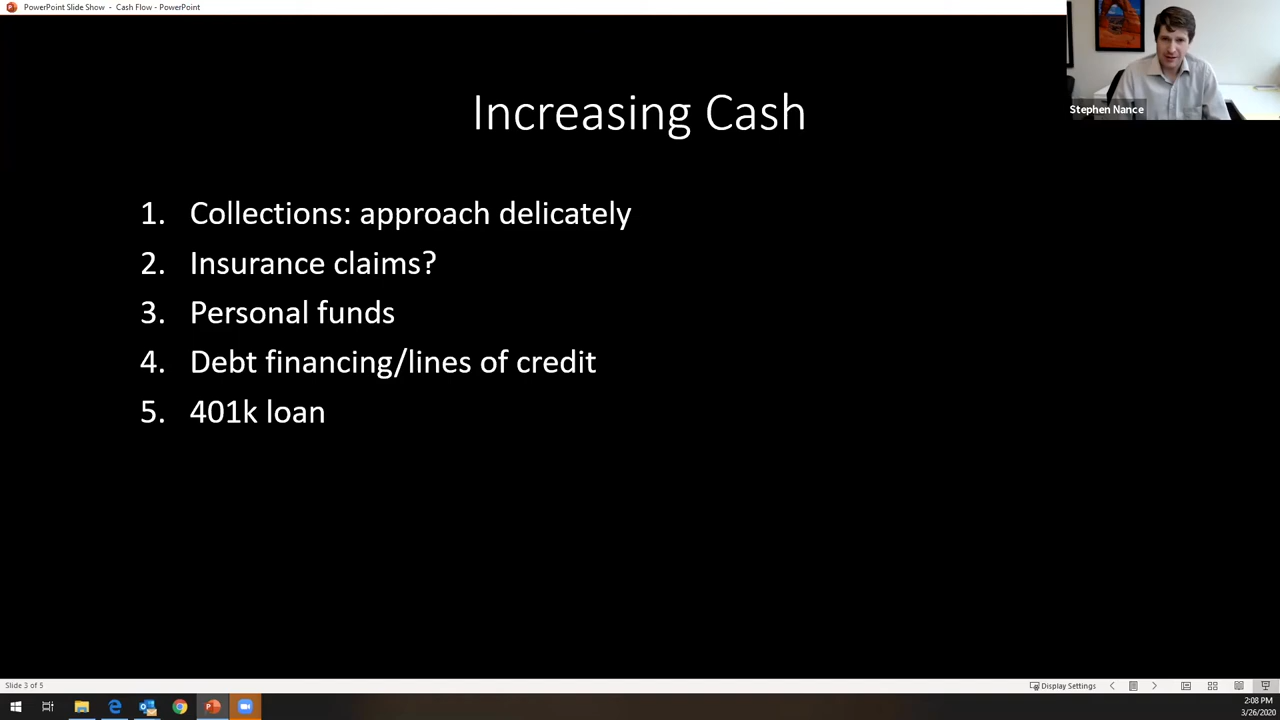 PowerPoint Slide Show - Cash Flow - PowerPoint
Stephen Nance
Increasing Cash
1. Collections: approach delicately
2. Insurance claims?
3. Personal funds
4. Debt financing/lines of credit
5. 401k loan
Slide 3 of 5
Display Settings
2:08 PM
3/26/2020